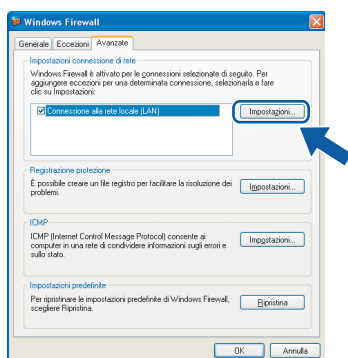 Windows Firewall
Generale Eccezioni Avanzate
Impostazioni connessione di rete
Windows Firewall è attivato per le connessioni selezionate di seguito. Per
aggiungere eccezioni per una determinata connessione, selezionarla e fare
clic su Impostazioni:
Connessione alla rete locale (LAN)
Impostazioni...
Registrazione protezione
È possibile creare un file registro per facilitare la risoluzione dei
problemi.
Impostazioni...
ICMP
ICMP (Internet Control Message Protocol) consente ai
computer in una rete di condividere informazioni sugli errori e
sullo stato.
Impostazioni...
Impostazioni predefinite
Per ripristinare le impostazioni predefinite di Windows Firewall,
scegliere Ripristina.
Ripristina
OK Annulla